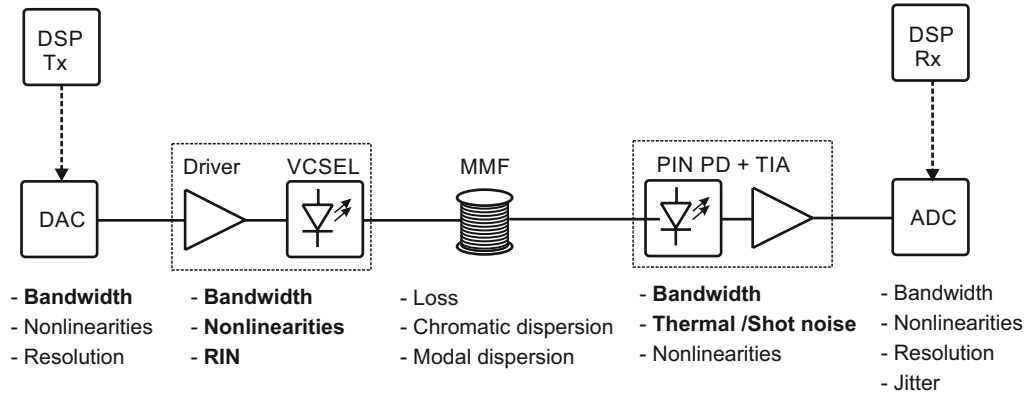 DSP
Tx
DSP
Rx
Driver
VCSEL
MMF
PIN PD + TIA
DAC
ADC
- Bandwidth
- Nonlinearities
- Resolution
- Bandwidth
- Nonlinearities
- RIN
- Loss
- Chromatic dispersion
- Modal dispersion
- Bandwidth
- Thermal /Shot noise
- Nonlinearities
- Bandwidth
- Nonlinearities
- Resolution
- Jitter